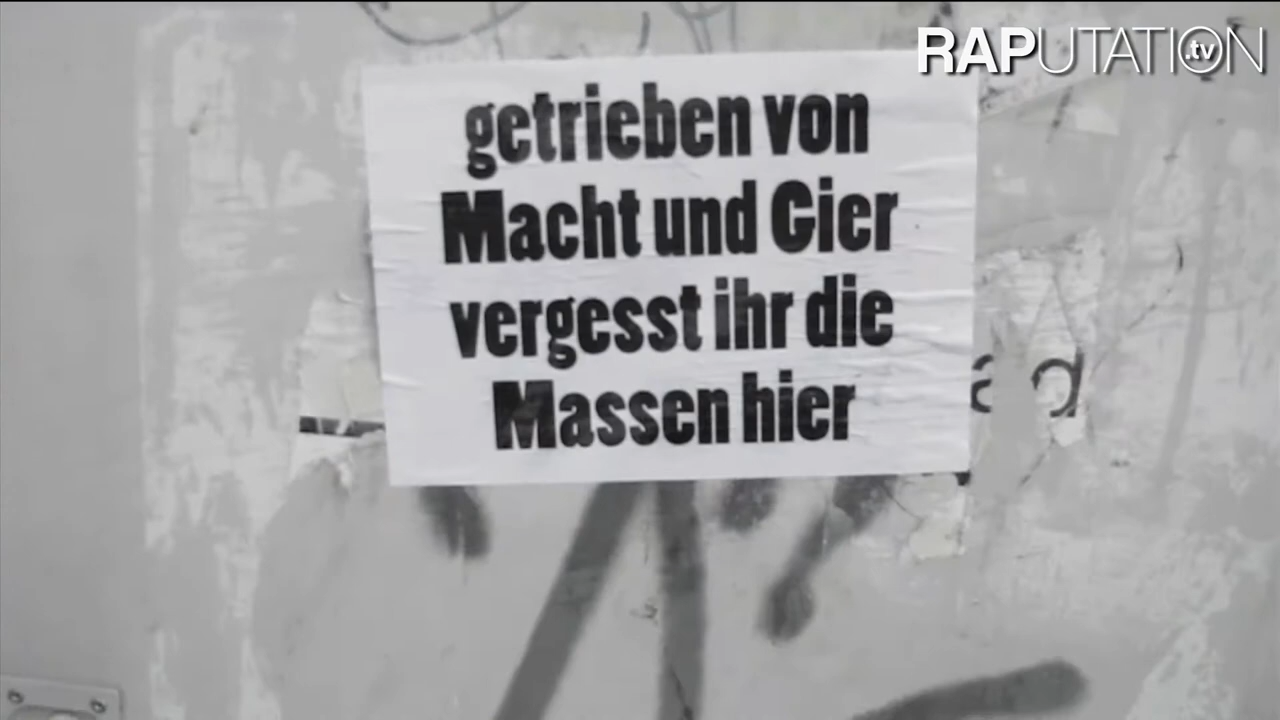 RAPUTATION.tv
getrieben von
Macht und Gier
vergesst ihr die
Massen hier